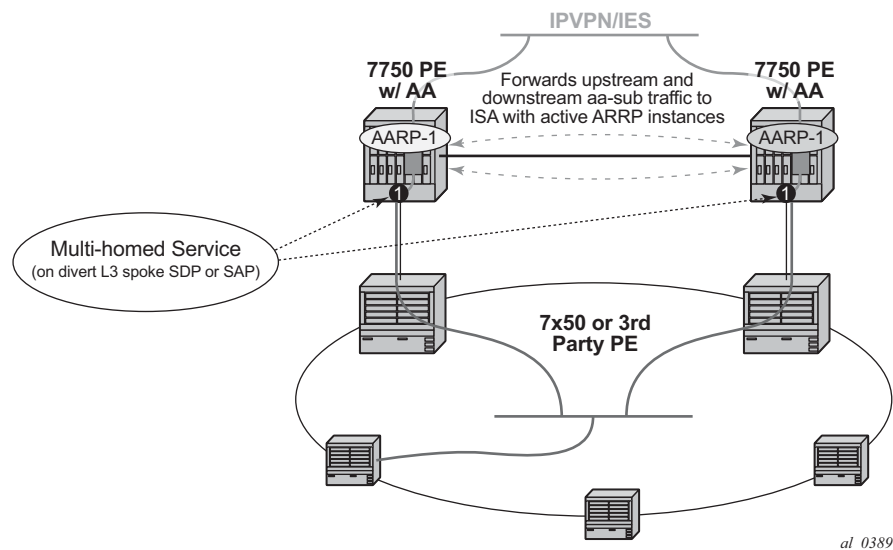 IPVPN/IES
7750 PE
w/ AA
7750 PE
w/ AA
Forwards upstream and
downstream aa-sub traffic to
ISA with active ARRP instances
AARP-1
AARP-1
1
1
Multi-homed Service
(on divert L3 spoke SDP or SAP)
7x50 or 3rd
Party PE
al_0389